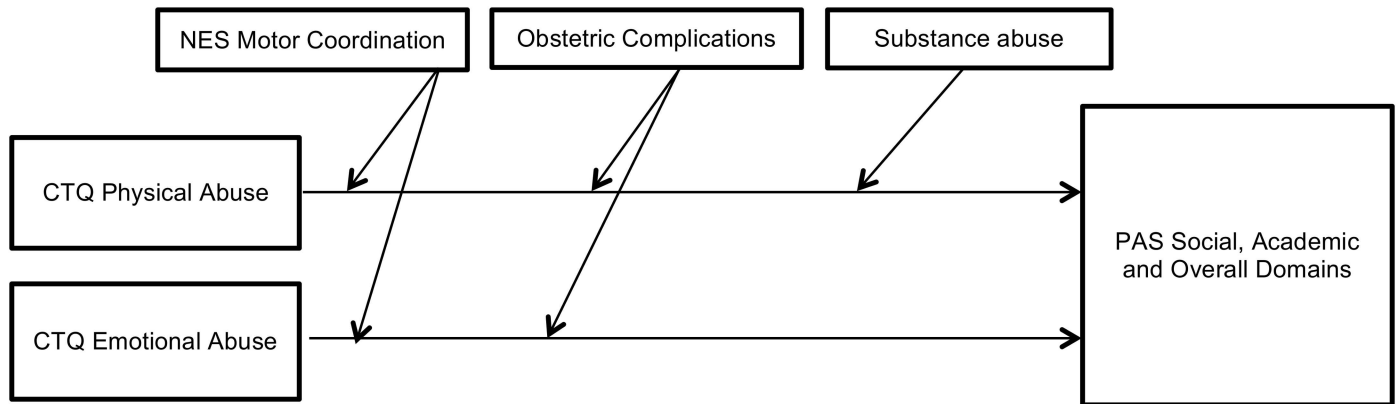 NES Motor Coordination
Obstetric Complications
Substance abuse
CTQ Physical Abuse
PAS Social, Academic
and Overall Domains
CTQ Emotional Abuse